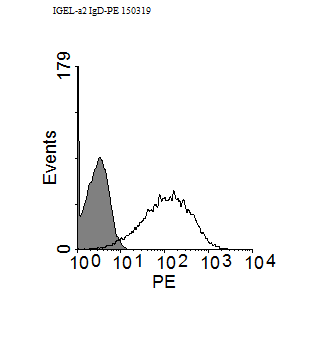 IGEL-a2 IgD-PE 150319
179
Events
0
10⁰ 10¹ 10² 10³ 10⁴
PE